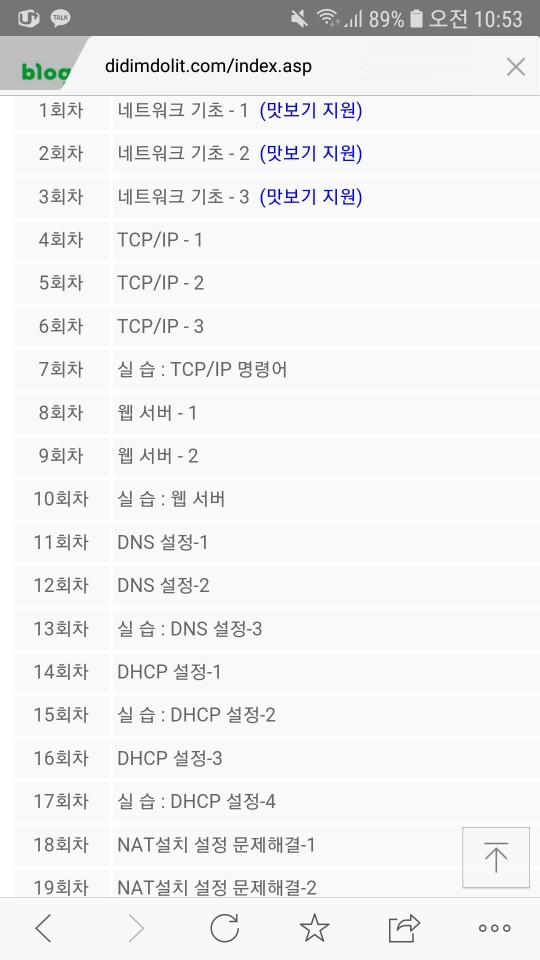 TALK 89% 오전 10:53
blog didimdolit.com/index.asp
1회차 네트워크 기초 - 1 (맛보기 지원)
2회차 네트워크 기초 - 2 (맛보기 지원)
3회차 네트워크 기초 - 3 (맛보기 지원)
4회차 TCP/IP - 1
5회차 TCP/IP - 2
6회차 TCP/IP - 3
7회차 실 습 : TCP/IP 명령어
8회차 웹 서버 - 1
9회차 웹 서버 - 2
10회차 실 습 : 웹 서버
11회차 DNS 설정-1
12회차 DNS 설정-2
13회차 실 습 : DNS 설정-3
14회차 DHCP 설정-1
15회차 실 습 : DHCP 설정-2
16회차 DHCP 설정-3
17회차 실 습 : DHCP 설정-4
18회차 NAT설치 설정 문제해결-1
19회차 NAT설치 설정 문제해결-2